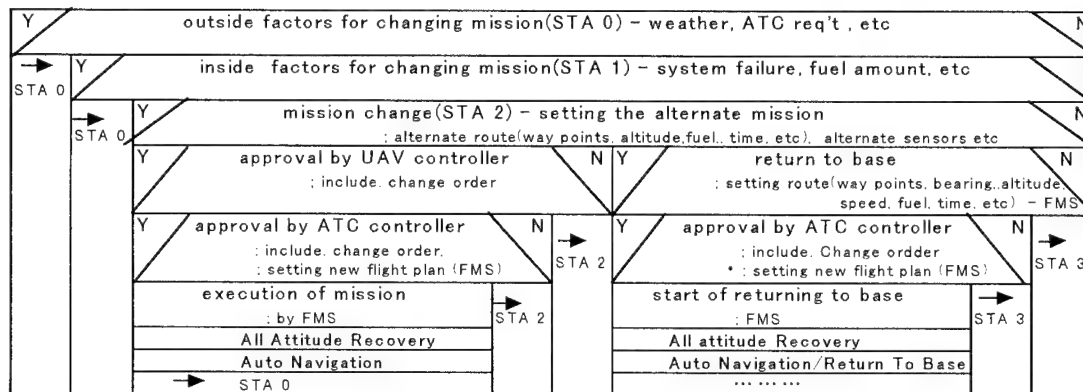 Y outside factors for changing mission(STA 0) – weather, ATC req't , etc N
STA 0 Y inside factors for changing mission(STA 1) – system failure, fuel amount, etc
STA 0 Y mission change(STA 2) – setting the alternate mission N
; alternate route(way points, altitude,fuel,. time, etc), alternate sensors etc
Y approval by UAV controller N Y return to base N
; include. change order ; setting route(way points, bearing,.altitude,
speed, fuel, time, etc) – FMS
Y approval by ATC controller N Y approval by ATC controller N
; include. change order, STA 2 ; include. Change ordder STA 3
; setting new flight plan (FMS) • ; setting new flight plan (FMS)
execution of mission start of returning to base
; by FMS STA 2 ; FMS STA 3
All Attitude Recovery All attitude Recovery
Auto Navigation Auto Navigation/Return To Base
STA 0 ... ... ...